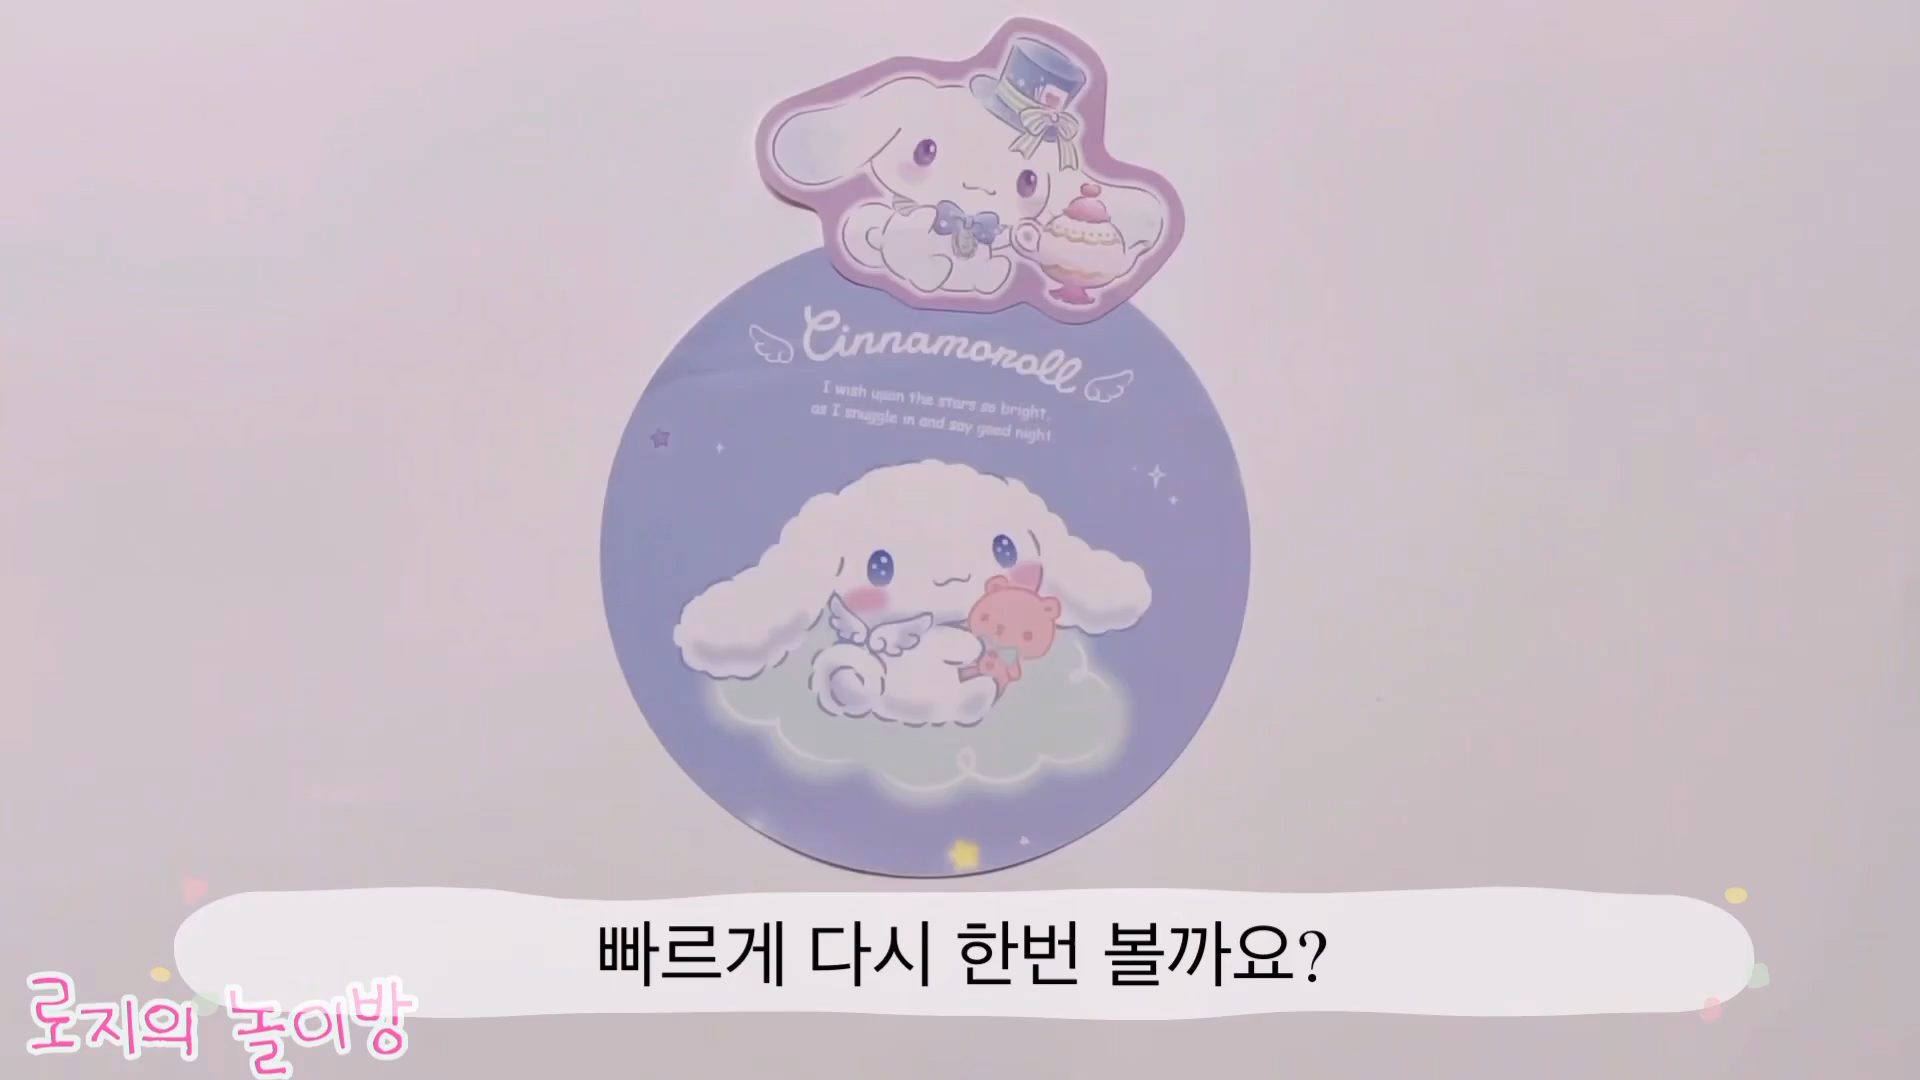 Cinnamoroll
I wish upon the stars so bright,
as I snuggle in and say good night.
빠르게 다시 한번 볼까요?
로지의 놀이방